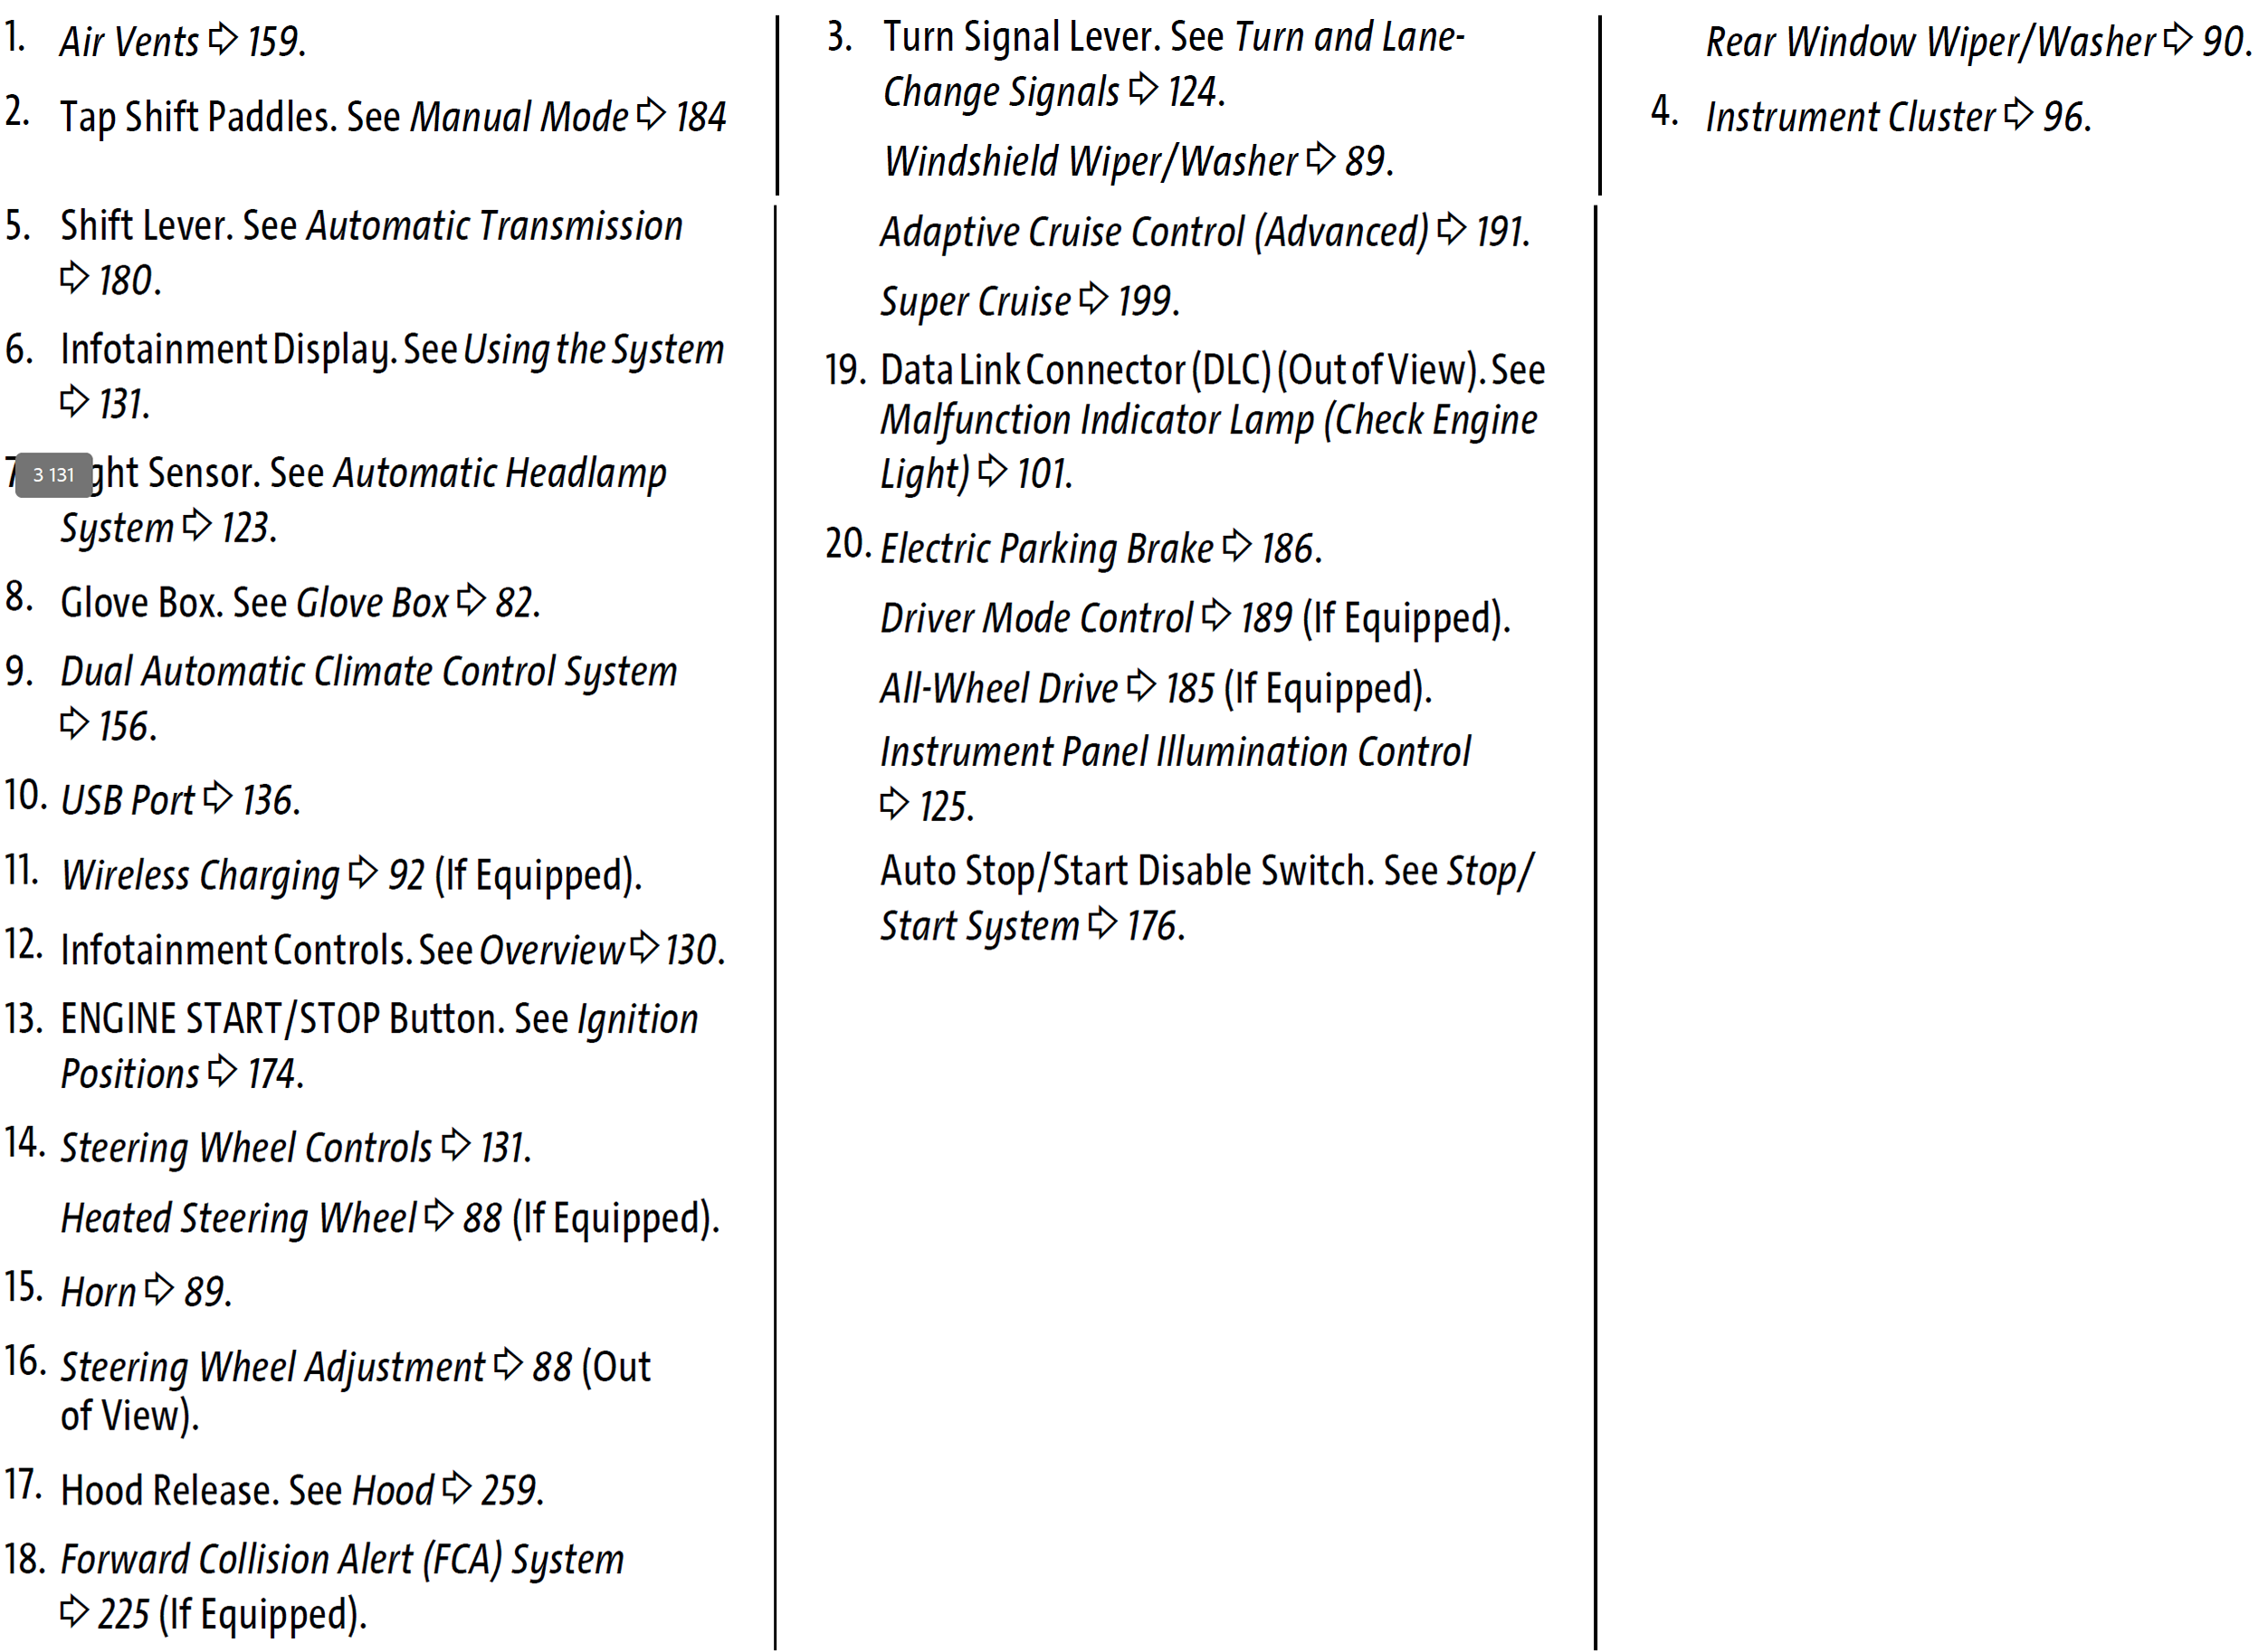 1. Air Vents ⇨ 159.
2. Tap Shift Paddles. See Manual Mode ⇨ 184
3. Turn Signal Lever. See Turn and Lane-
Change Signals ⇨ 124.
Windshield Wiper/Washer ⇨ 89.
Rear Window Wiper/Washer ⇨ 90.
4. Instrument Cluster ⇨ 96.
5. Shift Lever. See Automatic Transmission
⇨ 180.
6. Infotainment Display. See Using the System
⇨ 131.
7 ght Sensor. See Automatic Headlamp
3 131
System ⇨ 123.
8. Glove Box. See Glove Box ⇨ 82.
9. Dual Automatic Climate Control System
⇨ 156.
10. USB Port ⇨ 136.
11. Wireless Charging ⇨ 92 (If Equipped).
12. Infotainment Controls. See Overview ⇨ 130.
13. ENGINE START/STOP Button. See Ignition
Positions ⇨ 174.
14. Steering Wheel Controls ⇨ 131.
Heated Steering Wheel ⇨ 88 (If Equipped).
15. Horn ⇨ 89.
16. Steering Wheel Adjustment ⇨ 88 (Out
of View).
17. Hood Release. See Hood ⇨ 259.
18. Forward Collision Alert (FCA) System
⇨ 225 (If Equipped).
Adaptive Cruise Control (Advanced) ⇨ 191.
Super Cruise ⇨ 199.
19. Data Link Connector (DLC) (Out of View). See
Malfunction Indicator Lamp (Check Engine
Light) ⇨ 101.
20. Electric Parking Brake ⇨ 186.
Driver Mode Control ⇨ 189 (If Equipped).
All-Wheel Drive ⇨ 185 (If Equipped).
Instrument Panel Illumination Control
⇨ 125.
Auto Stop/Start Disable Switch. See Stop/
Start System ⇨ 176.